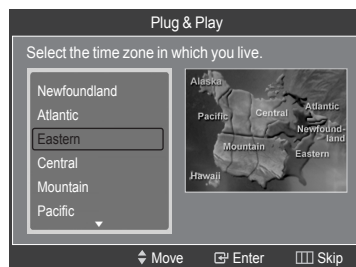 Plug & Play
Select the time zone in which you live.
Newfoundland
Atlantic
Eastern
Central
Mountain
Pacific
Alaska
Pacific
Central
Atlantic
Newfound-
land
Mountain
Eastern
Hawaii
Move Enter Skip